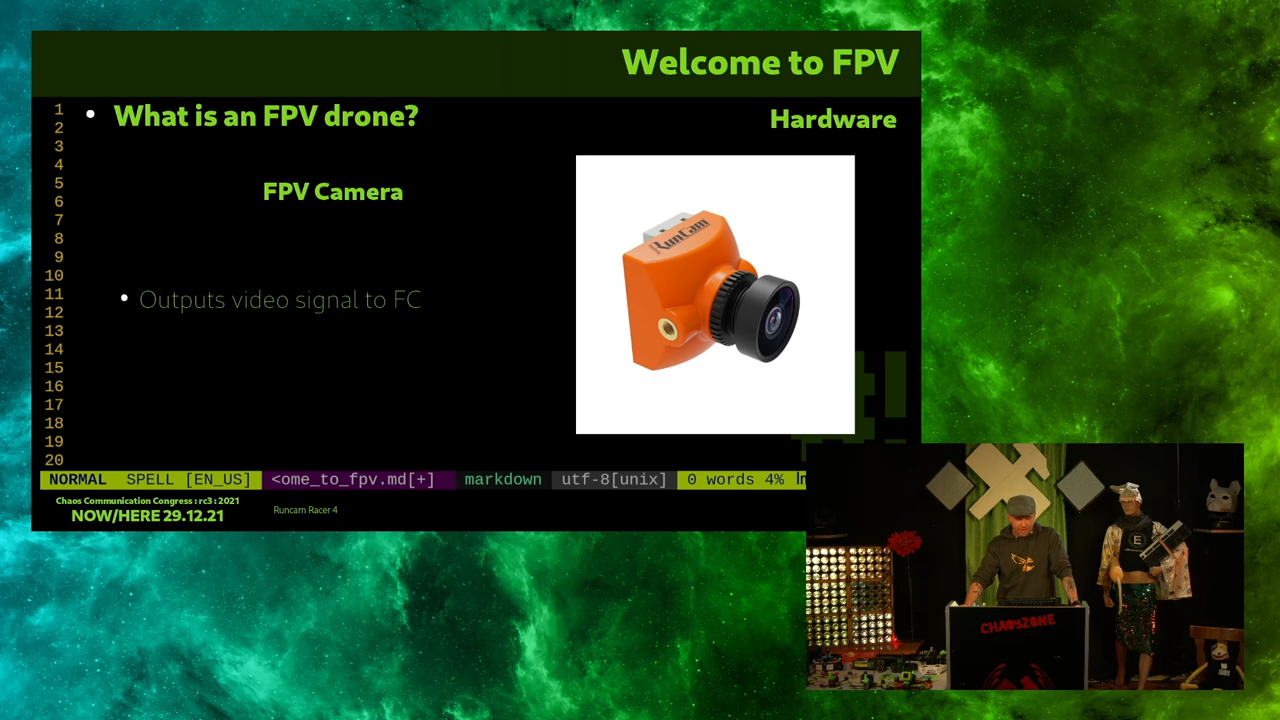 Welcome to FPV
What is an FPV drone?
Hardware
FPV Camera
RunCam
Outputs video signal to FC
1
2
3
4
5
6
7
8
9
10
11
12
13
14
15
16
17
18
19
20
NORMAL SPELL [EN_US] <ome_to_fpv.md[+] markdown utf-8[unix] 0 words 4% ln
Chaos Communication Congress : rc3 : 2021
NOW/HERE 29.12.21
Runcam Racer 4
CHAOSZONE
E